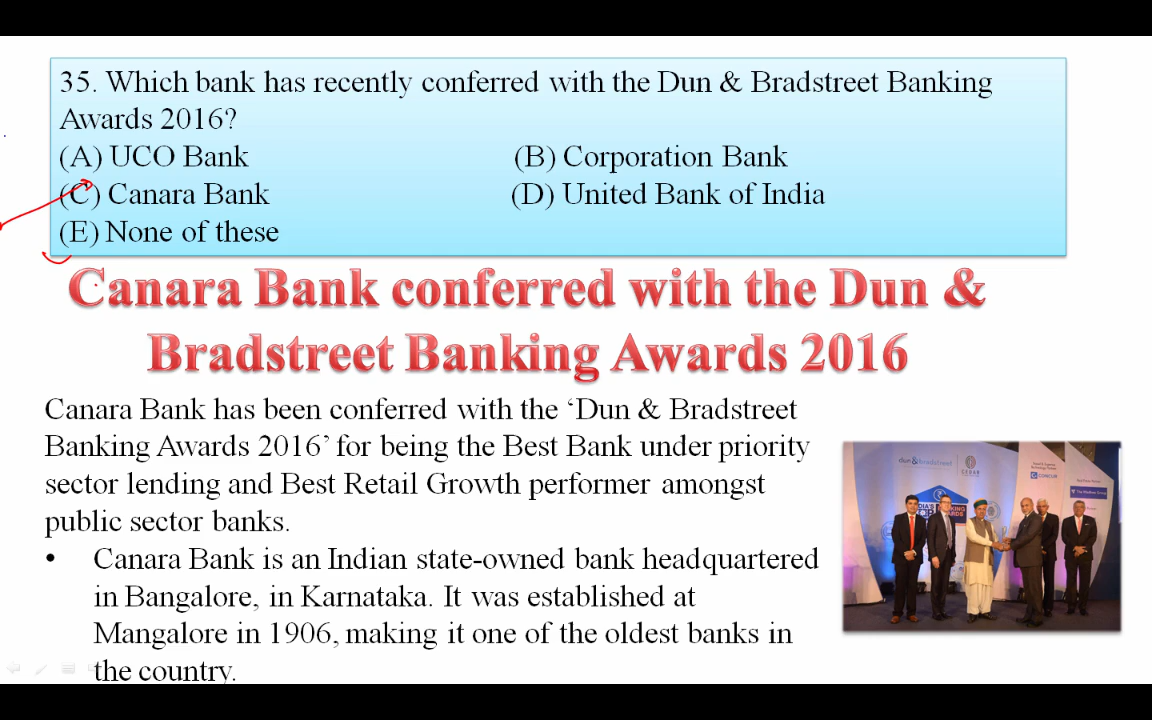 35. Which bank has recently conferred with the Dun & Bradstreet Banking
Awards 2016?
(A) UCO Bank (B) Corporation Bank
(C) Canara Bank (D) United Bank of India
(E) None of these
Canara Bank conferred with the Dun &
Bradstreet Banking Awards 2016
Canara Bank has been conferred with the ‘Dun & Bradstreet
Banking Awards 2016’ for being the Best Bank under priority
sector lending and Best Retail Growth performer amongst
public sector banks.
• Canara Bank is an Indian state-owned bank headquartered
in Bangalore, in Karnataka. It was established at
Mangalore in 1906, making it one of the oldest banks in
the country.
dun & bradstreet